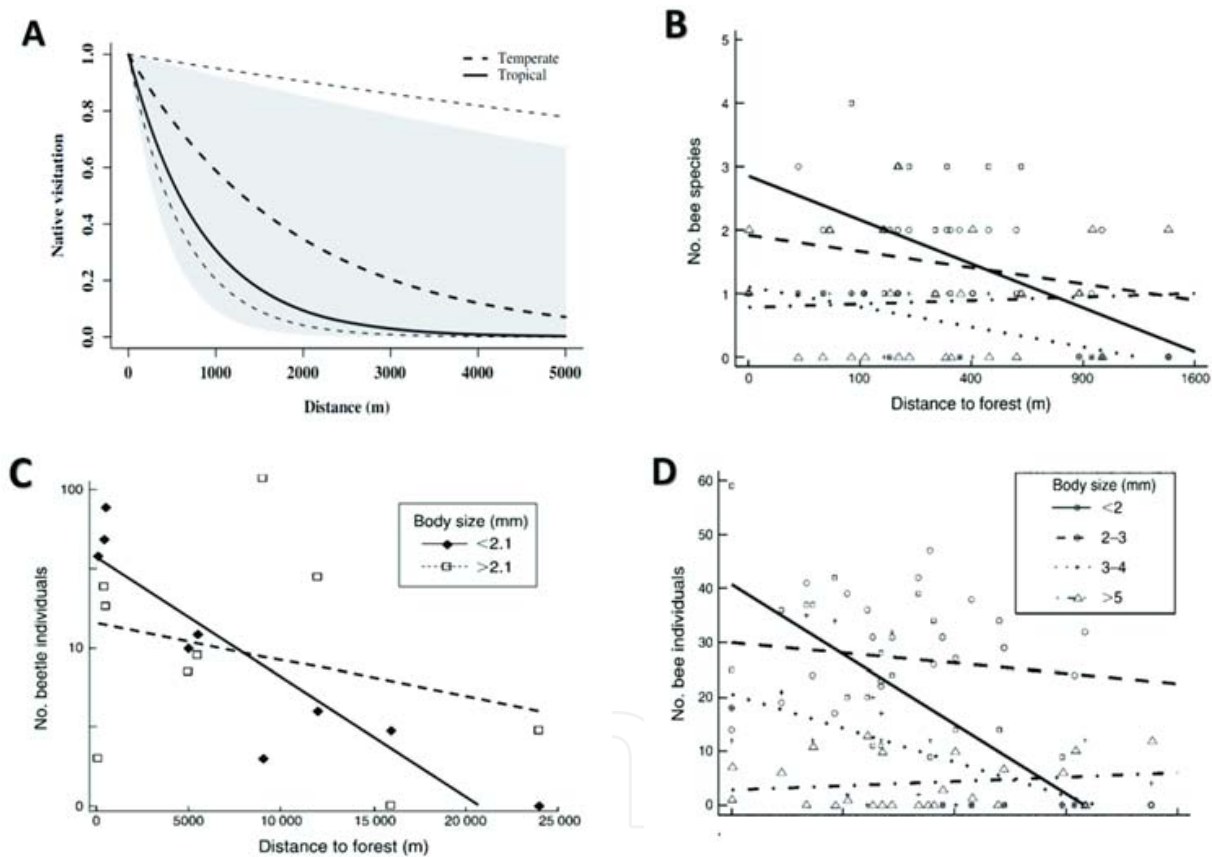 A
Native visitation
1.0
0.8
0.6
0.4
0.2
0.0
Temperate
Tropical
0 1000 2000 3000 4000 5000
Distance (m)
B
No. bee species
5
4
3
2
1
0
0 100 400 900 1600
Distance to forest (m)
C
No. beetle individuals
100
10
0
Body size (mm)
<2.1
>2.1
0 5000 10 000 15 000 20 000 25 000
Distance to forest (m)
D
No. bee individuals
60
50
40
30
20
10
0
Body size (mm)
<2
2–3
3–4
>5